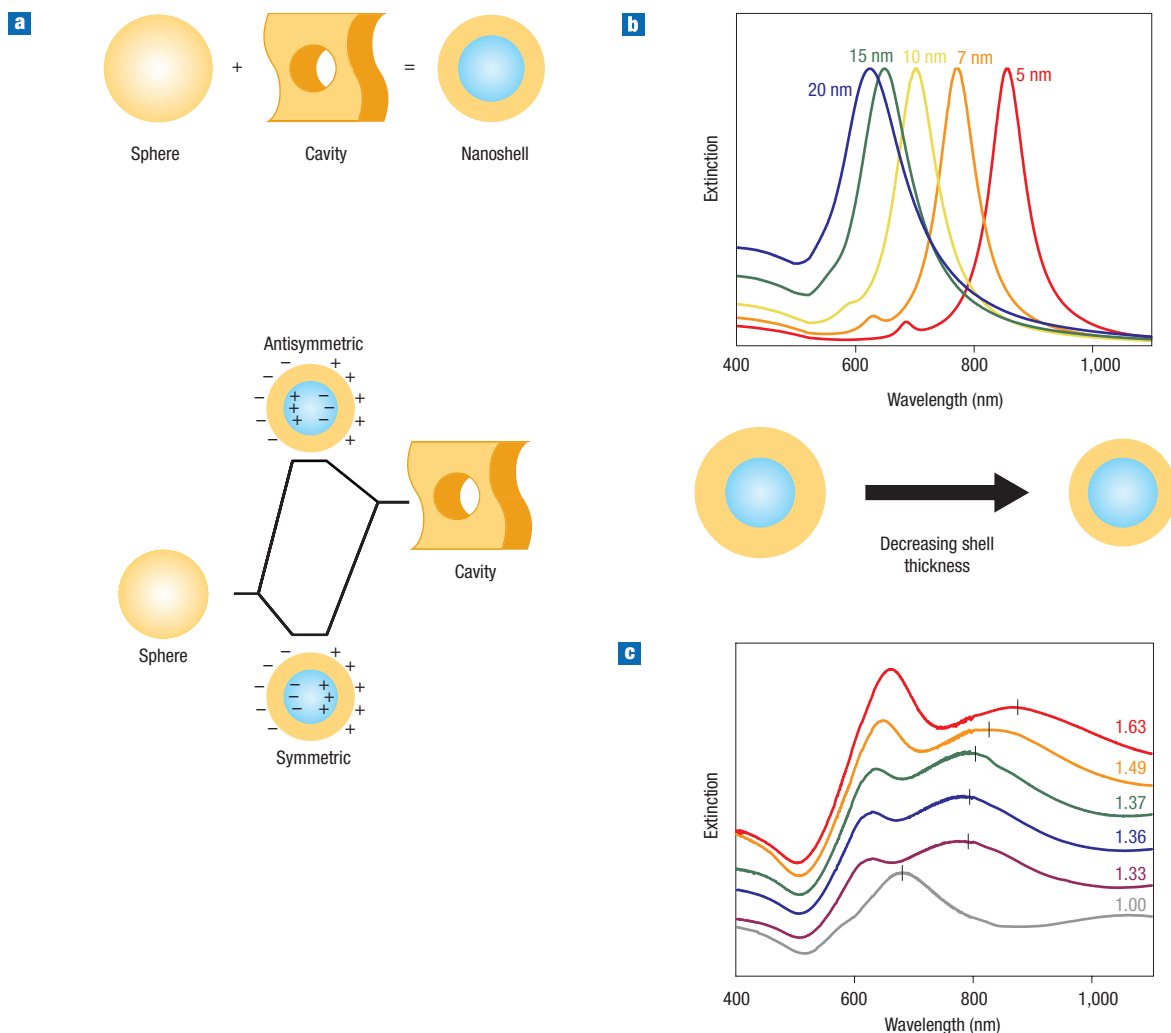 a
+
=
Sphere
Cavity
Nanoshell
Antisymmetric
− − − − − + + + + +
+ + + − − −
Cavity
Sphere
− − − − − + + + + +
− − − + + +
Symmetric
b
Extinction
20 nm
15 nm
10 nm
7 nm
5 nm
400
600
800
1,000
Wavelength (nm)
Decreasing shell
thickness
c
Extinction
1.63
1.49
1.37
1.36
1.33
1.00
400
600
800
1,000
Wavelength (nm)